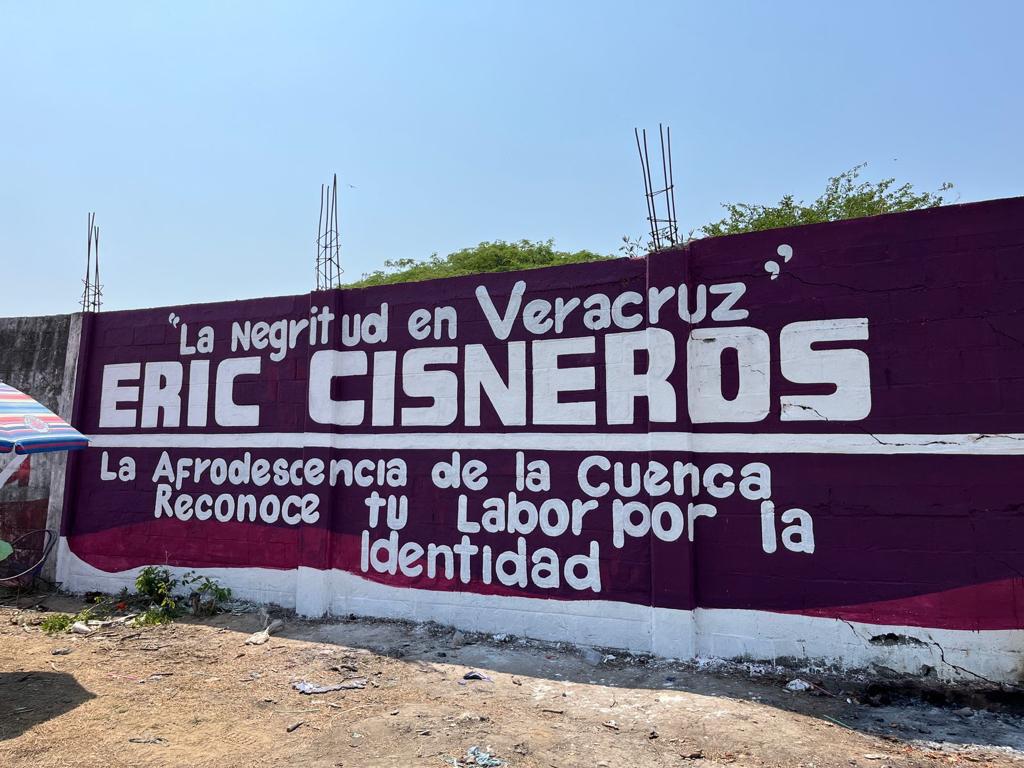 "La Negritud en Veracruz"
ERIC CISNEROS
La Afrodescencia de la Cuenca
Reconoce tu Labor por la
Identidad